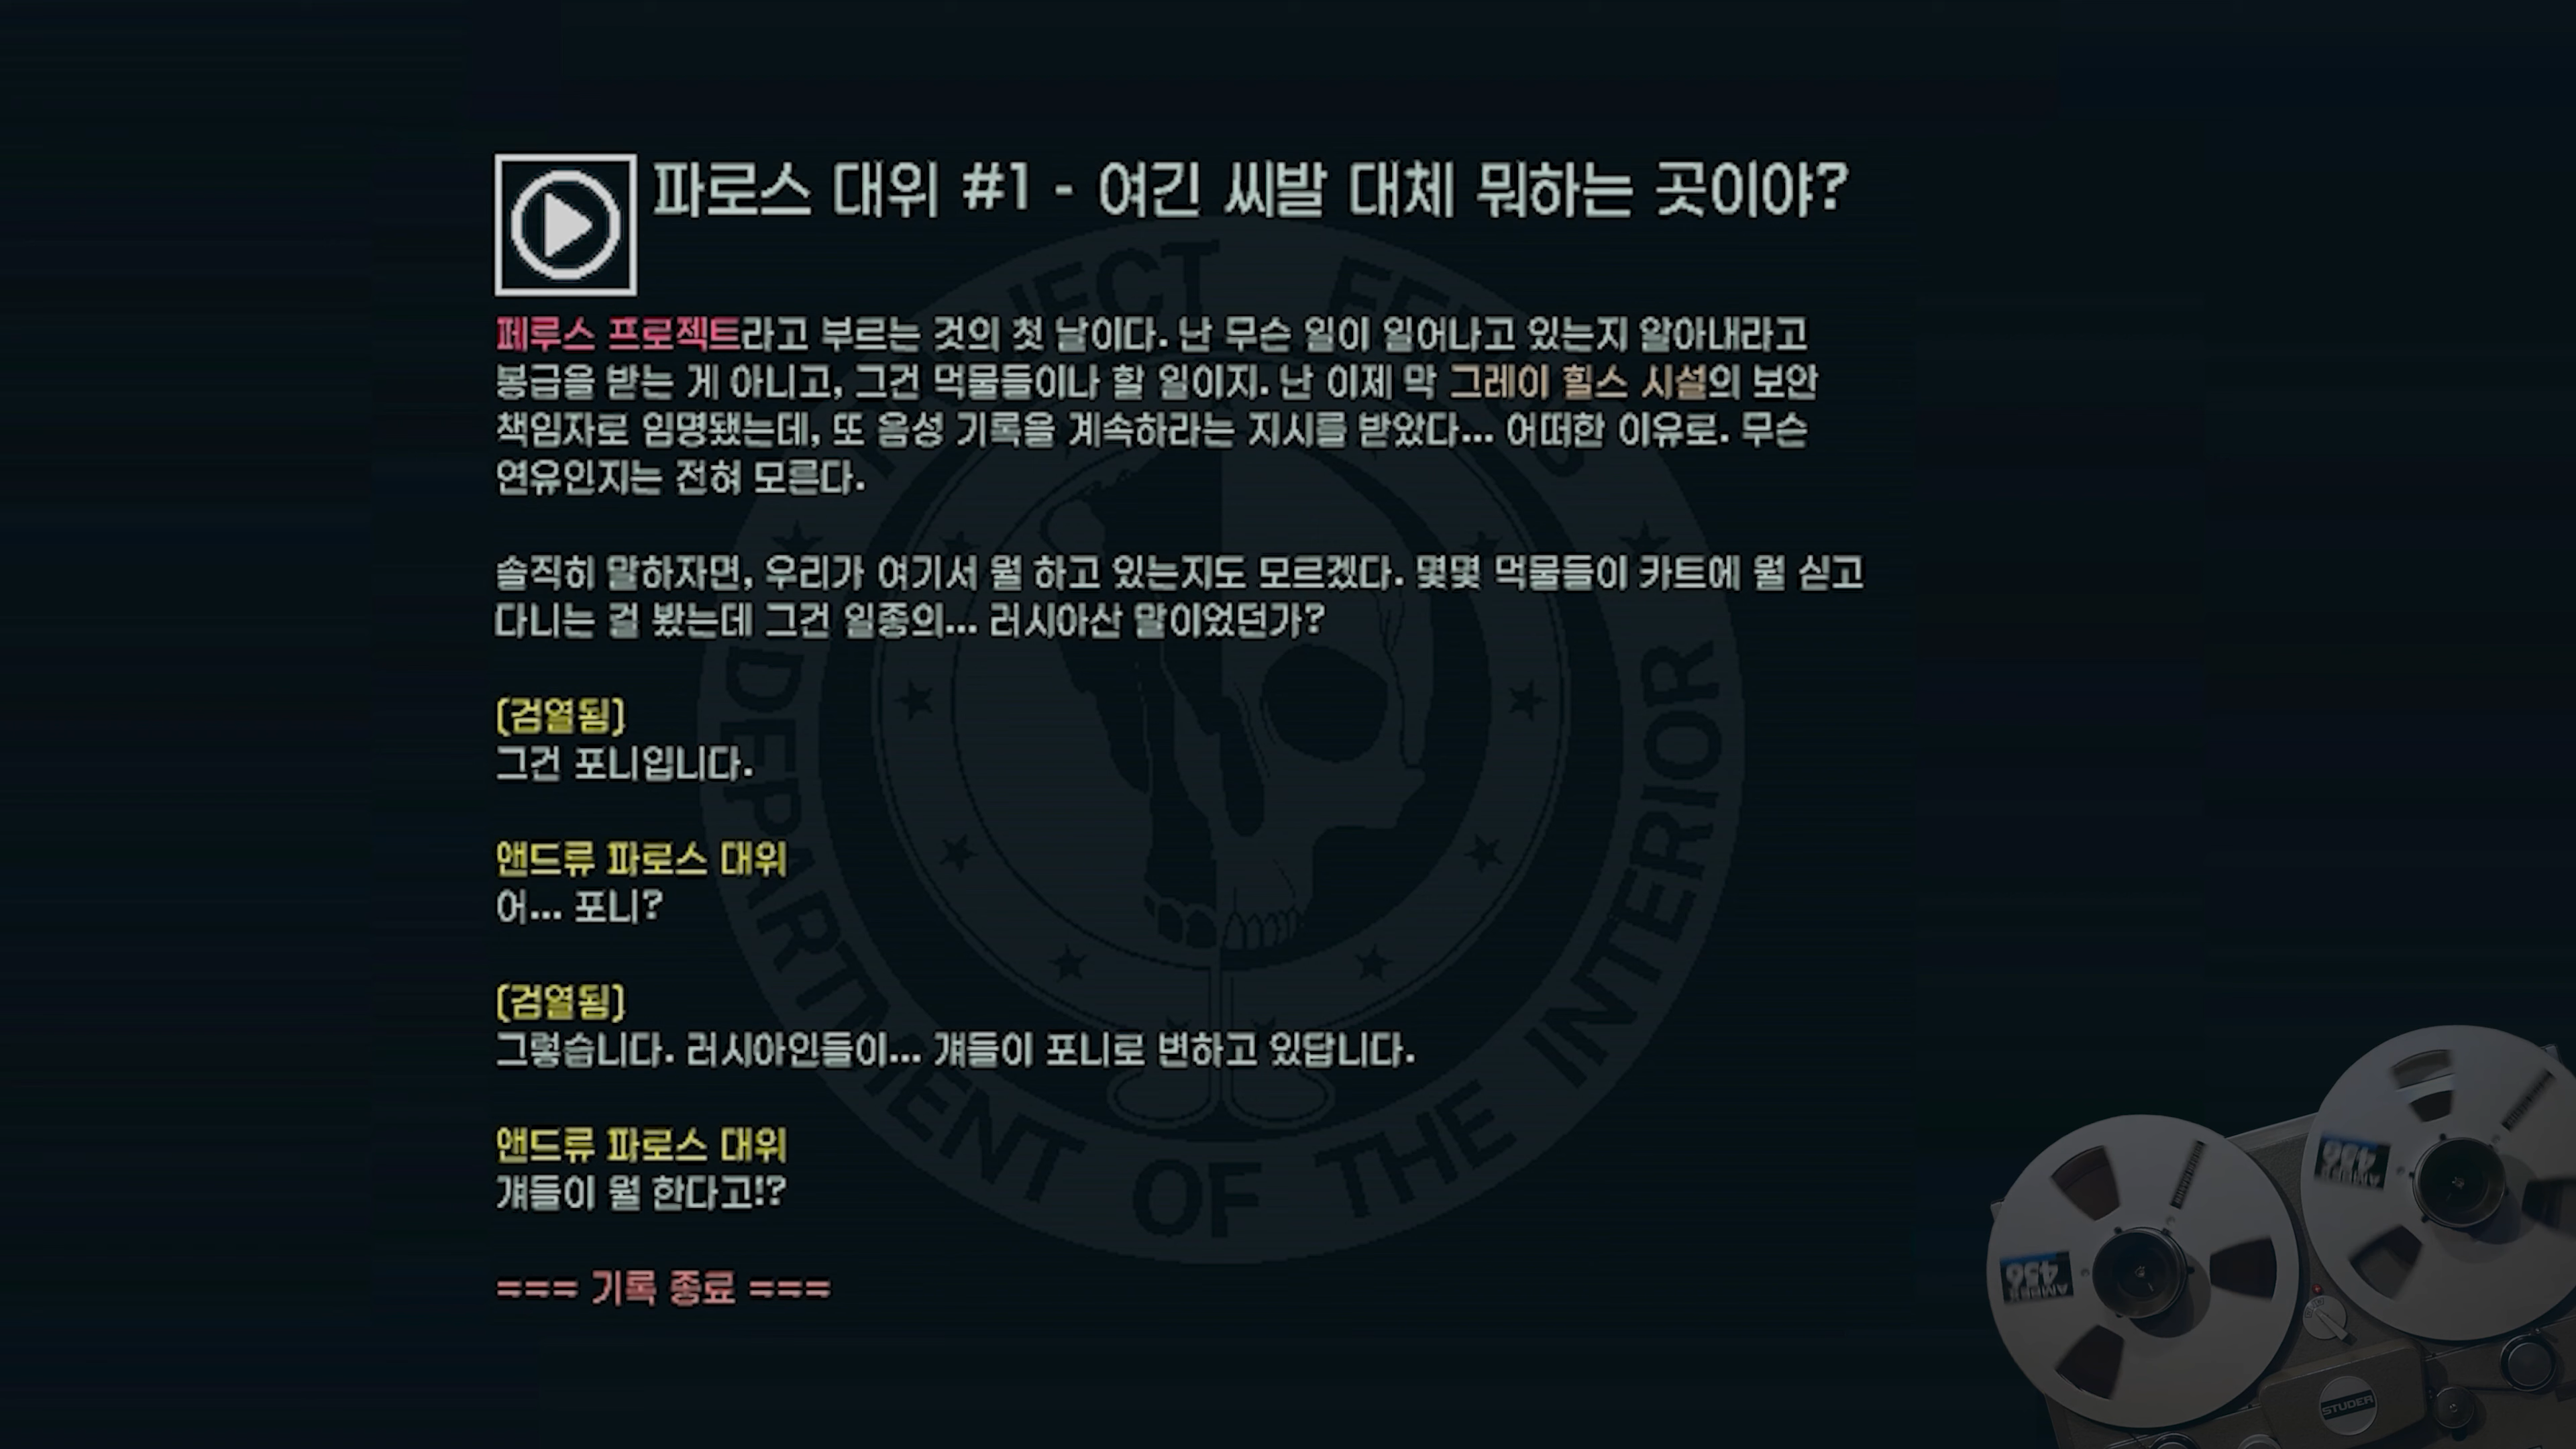 파로스 대위 #1 - 여긴 씨발 대체 뭐하는 곳이야?
페루스 프로젝트라고 부르는 것의 첫 날이다. 난 무슨 일이 일어나고 있는지 알아내라고
봉급을 받는 게 아니고, 그건 먹물들이나 할 일이지. 난 이제 막 그레이 힐스 시설의 보안
책임자로 임명됐는데, 또 음성 기록을 계속하라는 지시를 받았다... 어떠한 이유로. 무슨
연유인지는 전혀 모른다.
솔직히 말하자면, 우리가 여기서 뭘 하고 있는지도 모르겠다. 몇몇 먹물들이 카트에 뭘 싣고
다니는 걸 봤는데 그건 일종의... 러시아산 말이었던가?
[검열됨]
그건 포니입니다.
앤드류 파로스 대위
어... 포니?
[검열됨]
그렇습니다. 러시아인들이... 걔들이 포니로 변하고 있답니다.
앤드류 파로스 대위
걔들이 뭘 한다고!?
=== 기록 종료 ===
DEPARTMENT OF THE INTERIOR
456
AMPEX
456
AMPEX
STUDER